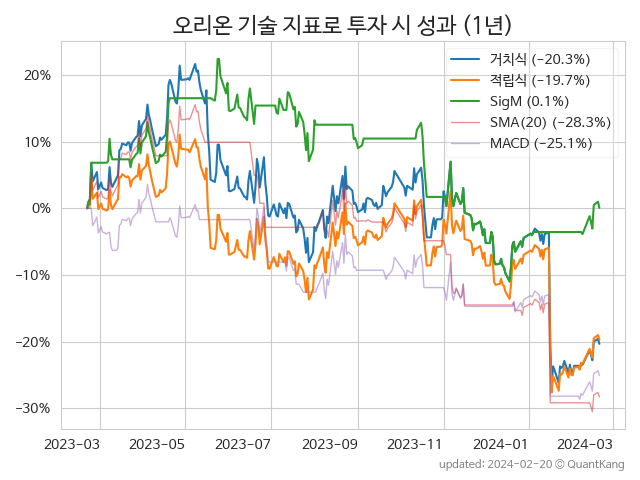 오리온 기술 지표로 투자 시 성과 (1년)
거치식 (−20.3%)
적립식 (−19.7%)
SigM (0.1%)
SMA(20) (−28.3%)
MACD (−25.1%)
20%
10%
0%
−10%
−20%
−30%
2023-03 2023-05 2023-07 2023-09 2023-11 2024-01 2024-03
updated: 2024-02-20 © QuantKang